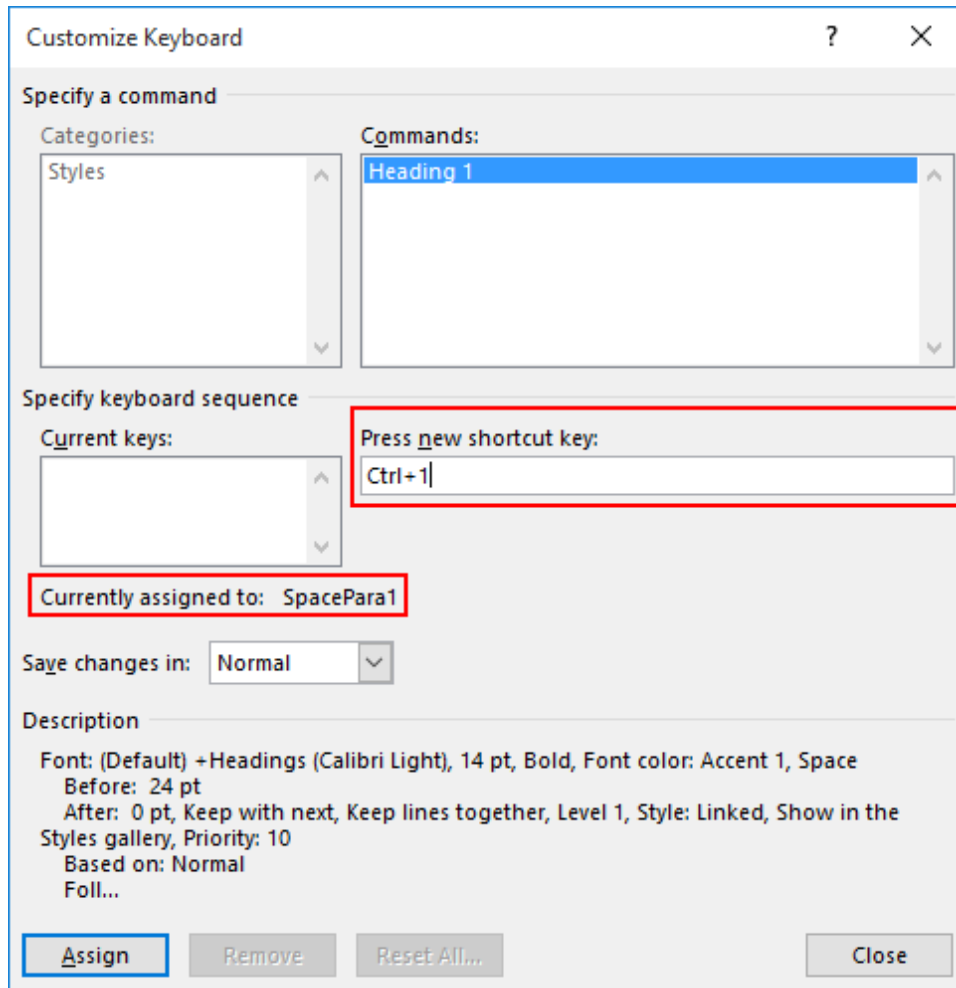 Customize Keyboard
?
Specify a command
Categories:
Commands:
Styles
Heading 1
Specify keyboard sequence
Current keys:
Press new shortcut key:
Ctrl+1
Currently assigned to: SpacePara1
Save changes in:
Normal
Description
Font: (Default) +Headings (Calibri Light), 14 pt, Bold, Font color: Accent 1, Space
Before: 24 pt
After: 0 pt, Keep with next, Keep lines together, Level 1, Style: Linked, Show in the
Styles gallery, Priority: 10
Based on: Normal
Foll...
Assign
Remove
Reset All...
Close